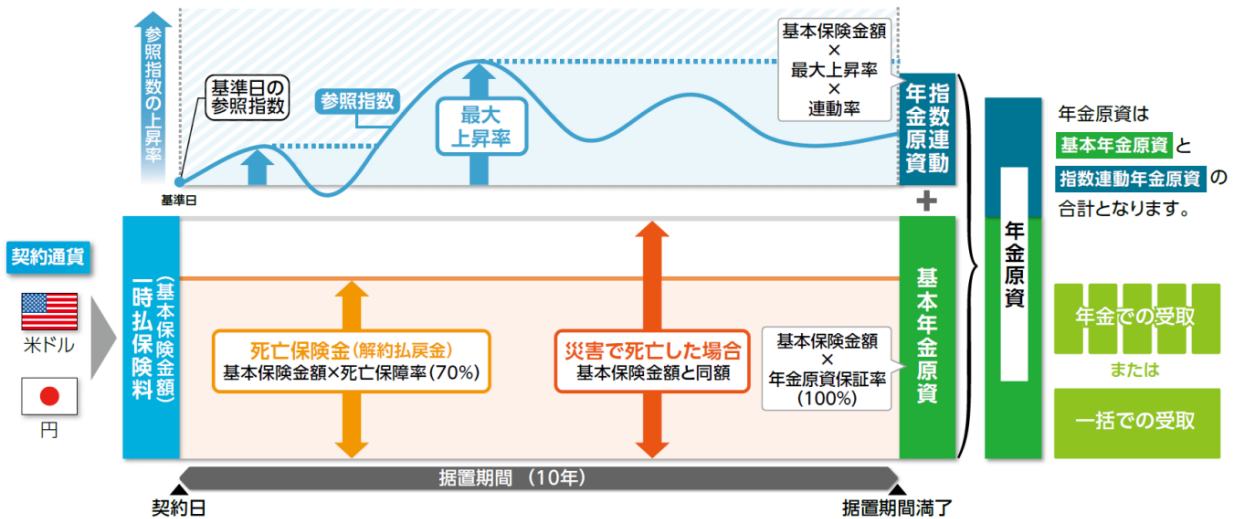 参照指数の上昇率
基準日の
参照指数
参照指数
最大
上昇率
基本保険金額
×
最大上昇率
×
連動率
指数連動
年金原資
基準日
+
契約通貨
米ドル
円
一時払保険料
(基本保険金額)
死亡保険金(解約払戻金)
基本保険金額×死亡保障率(70%)
災害で死亡した場合
基本保険金額と同額
基本保険金額
×
年金原資保証率
(100%)
基本年金原資
据置期間 (10年)
契約日
据置期間満了
年金原資
年金原資は
基本年金原資 と
指数連動年金原資 の
合計となります。
年金での受取
または
一括での受取